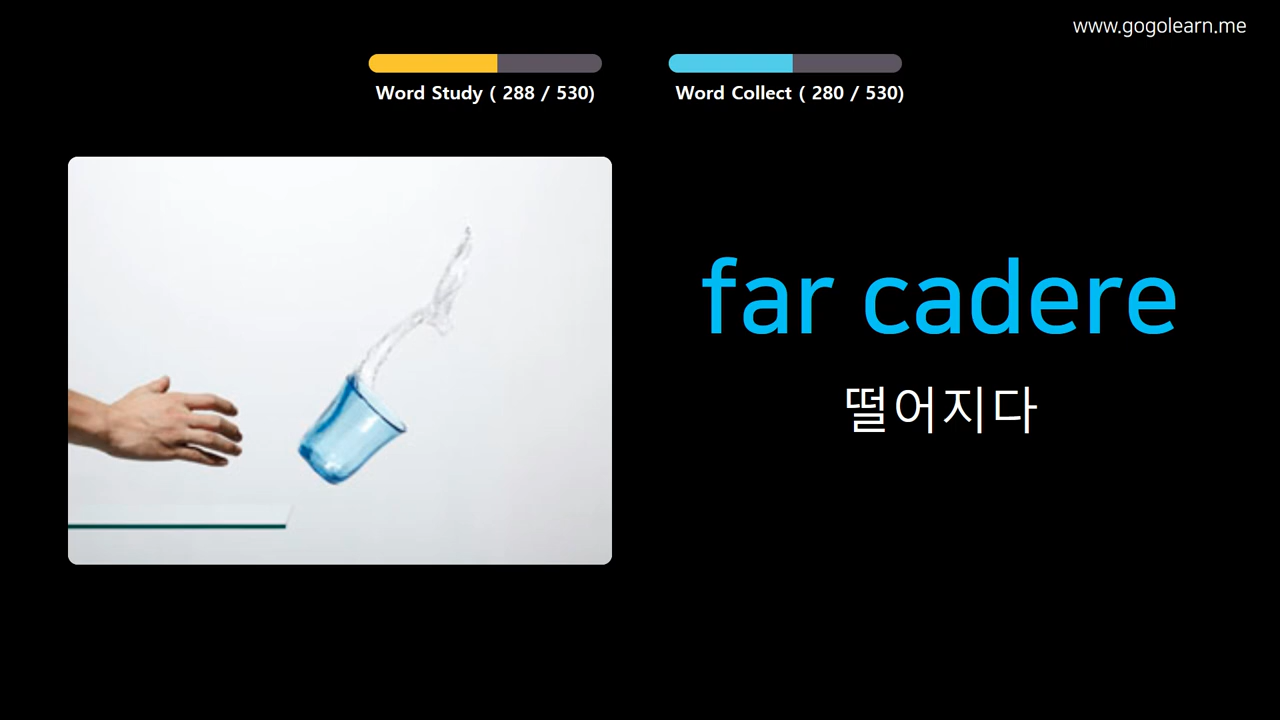 www.gogolearn.me
Word Study ( 288 / 530)
Word Collect ( 280 / 530)
far cadere
떨어지다